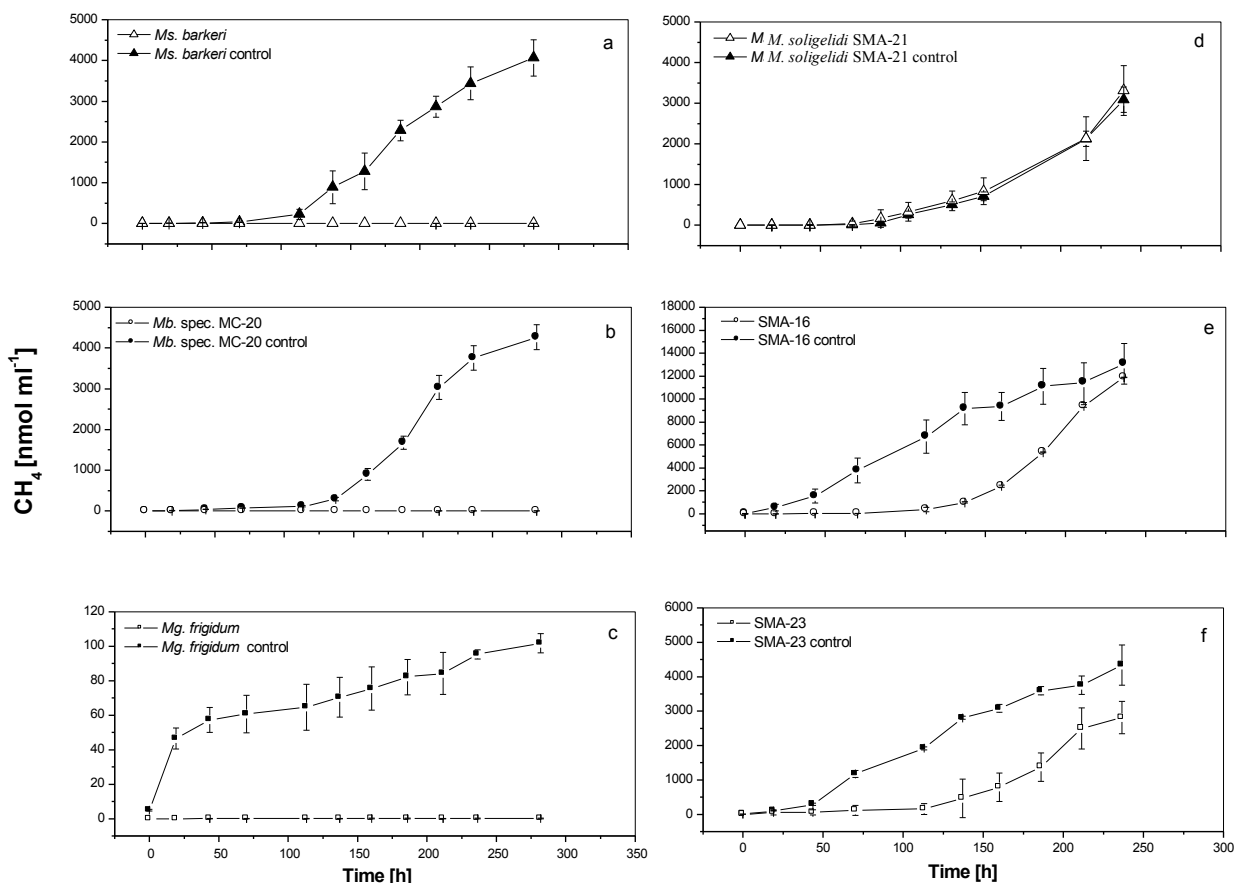 5000
4000
3000
2000
1000
0
Ms. barkeri
Ms. barkeri control
a
5000
4000
3000
2000
1000
0
M M. soligelidi SMA-21
M M. soligelidi SMA-21 control
d
5000
4000
3000
2000
1000
0
Mb. spec. MC-20
Mb. spec. MC-20 control
b
18000
16000
14000
12000
10000
8000
6000
4000
2000
0
SMA-16
SMA-16 control
e
CH4 [nmol ml-1]
120
100
80
60
40
20
0
Mg. frigidum
Mg. frigidum control
c
0 50 100 150 200 250 300 350
Time [h]
6000
5000
4000
3000
2000
1000
0
SMA-23
SMA-23 control
f
0 50 100 150 200 250 300
Time [h]